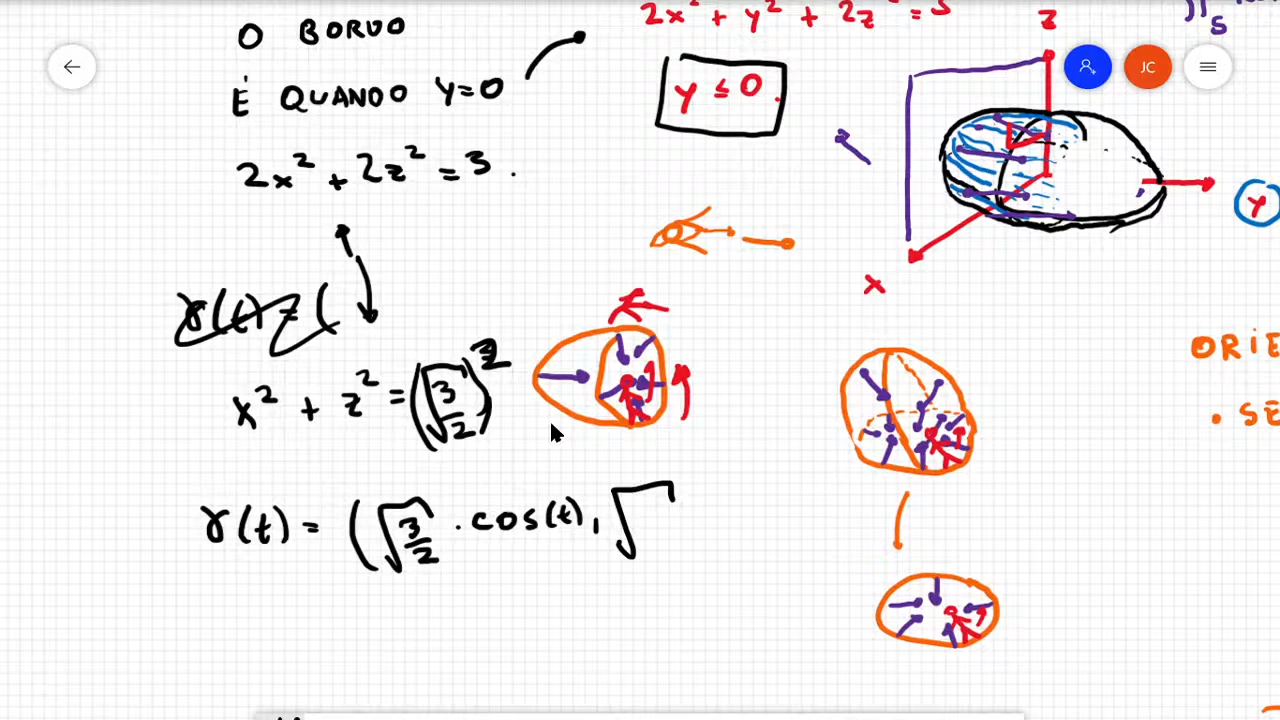 O BORDO
É QUANDO y=0
2x² + 2z² = 3.
γ(t) = (
x² + z² = (√3/2)²
γ(t) = (√3/2 . cos(t), √
2x² + y² + 2z² = 3
y ≤ 0.
z
S
JC
y
x
ORIE
. SE